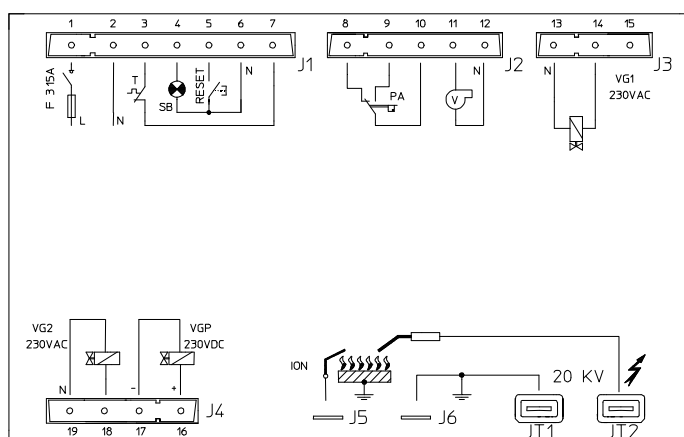 1 2 3 4 5 6 7
8 9 10 11 12
13 14 15
J1
J2
J3
F 3 15A
L
N
T
SB
RESET
N
PA
V
N
VG1
230VAC
VG2
230VAC
VGP
230VDC
N
-
+
J4
19 18 17 16
ION
J5
J6
20 KV
JT1
JT2